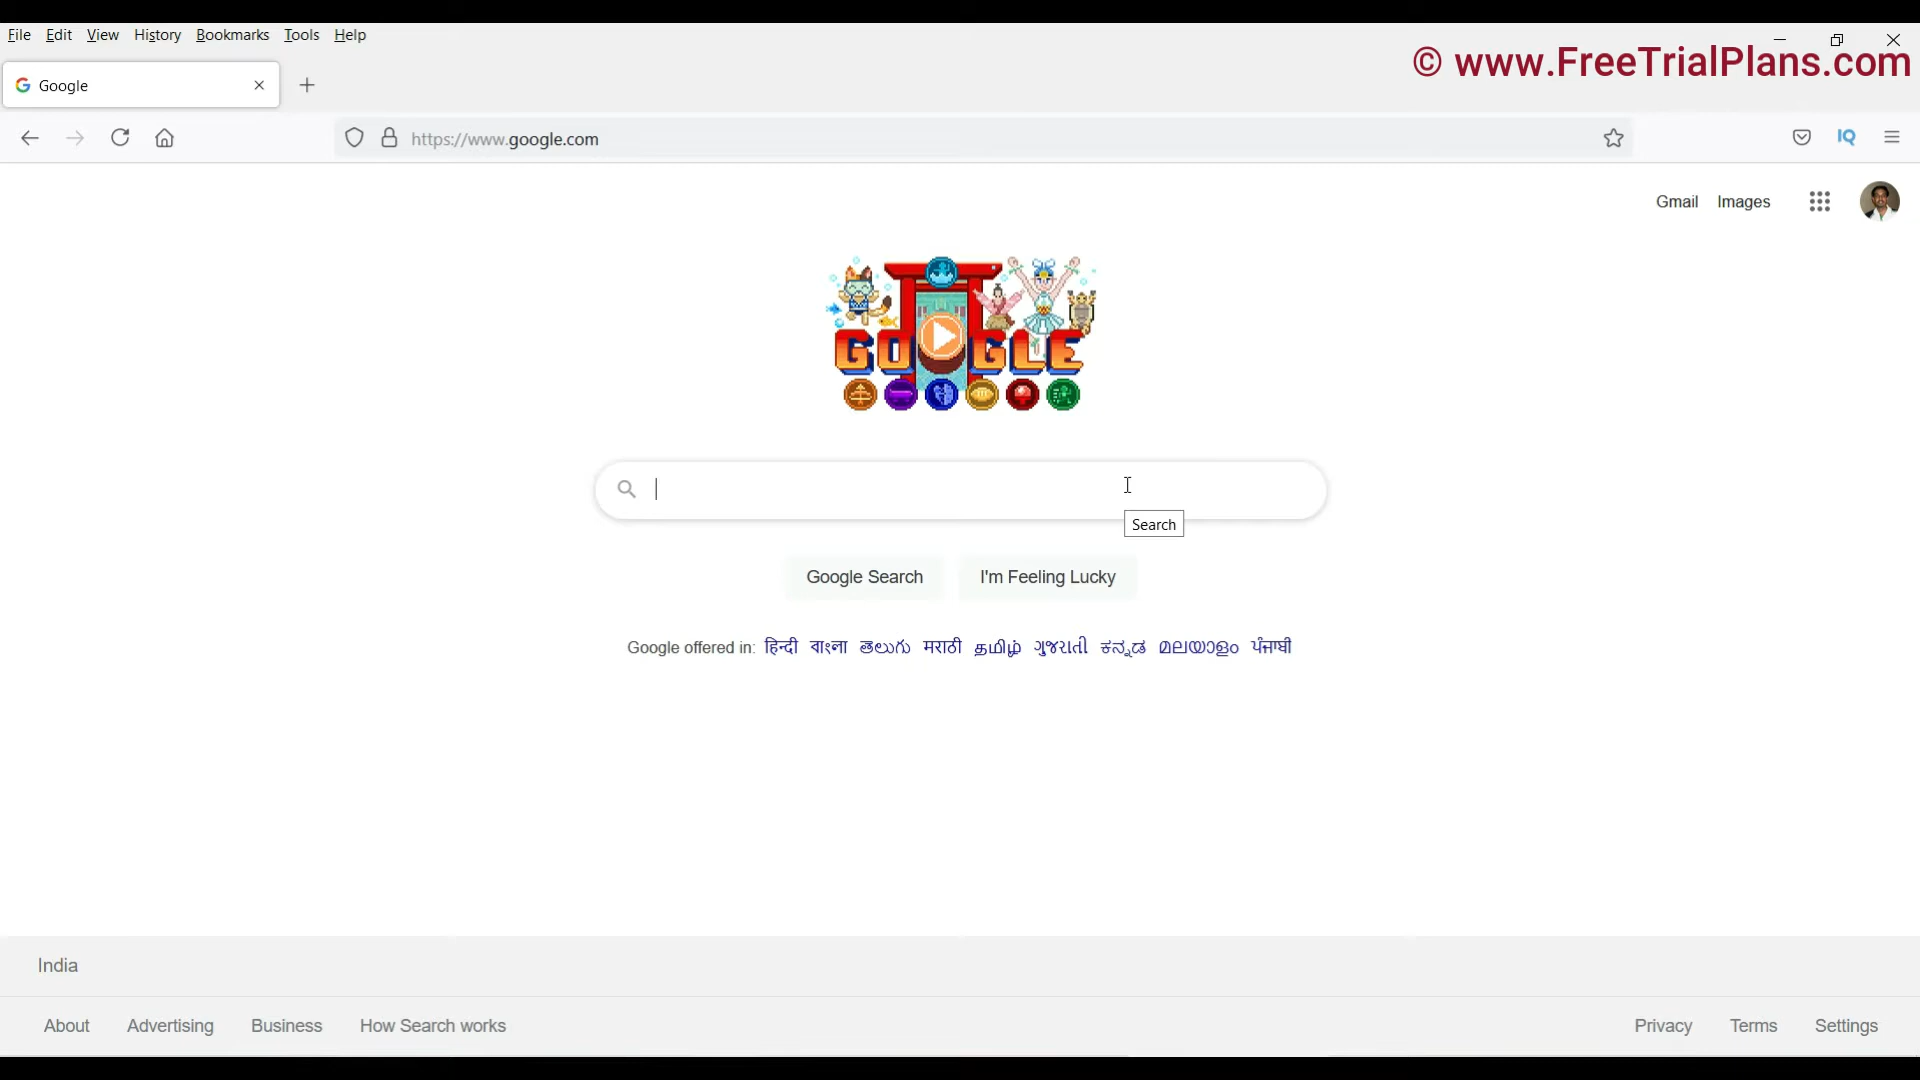 File Edit View History Bookmarks Tools Help
© www.FreeTrialPlans.com
Google
https://www.google.com
IQ
Gmail Images
GOOGLE
Search
Google Search I'm Feeling Lucky
Google offered in: हिन्दी বাংলা తెలుగు मराठी தமிழ் ગુજરાતી ಕನ್ನಡ മലയാളം ਪੰਜਾਬੀ
India
About Advertising Business How Search works Privacy Terms Settings